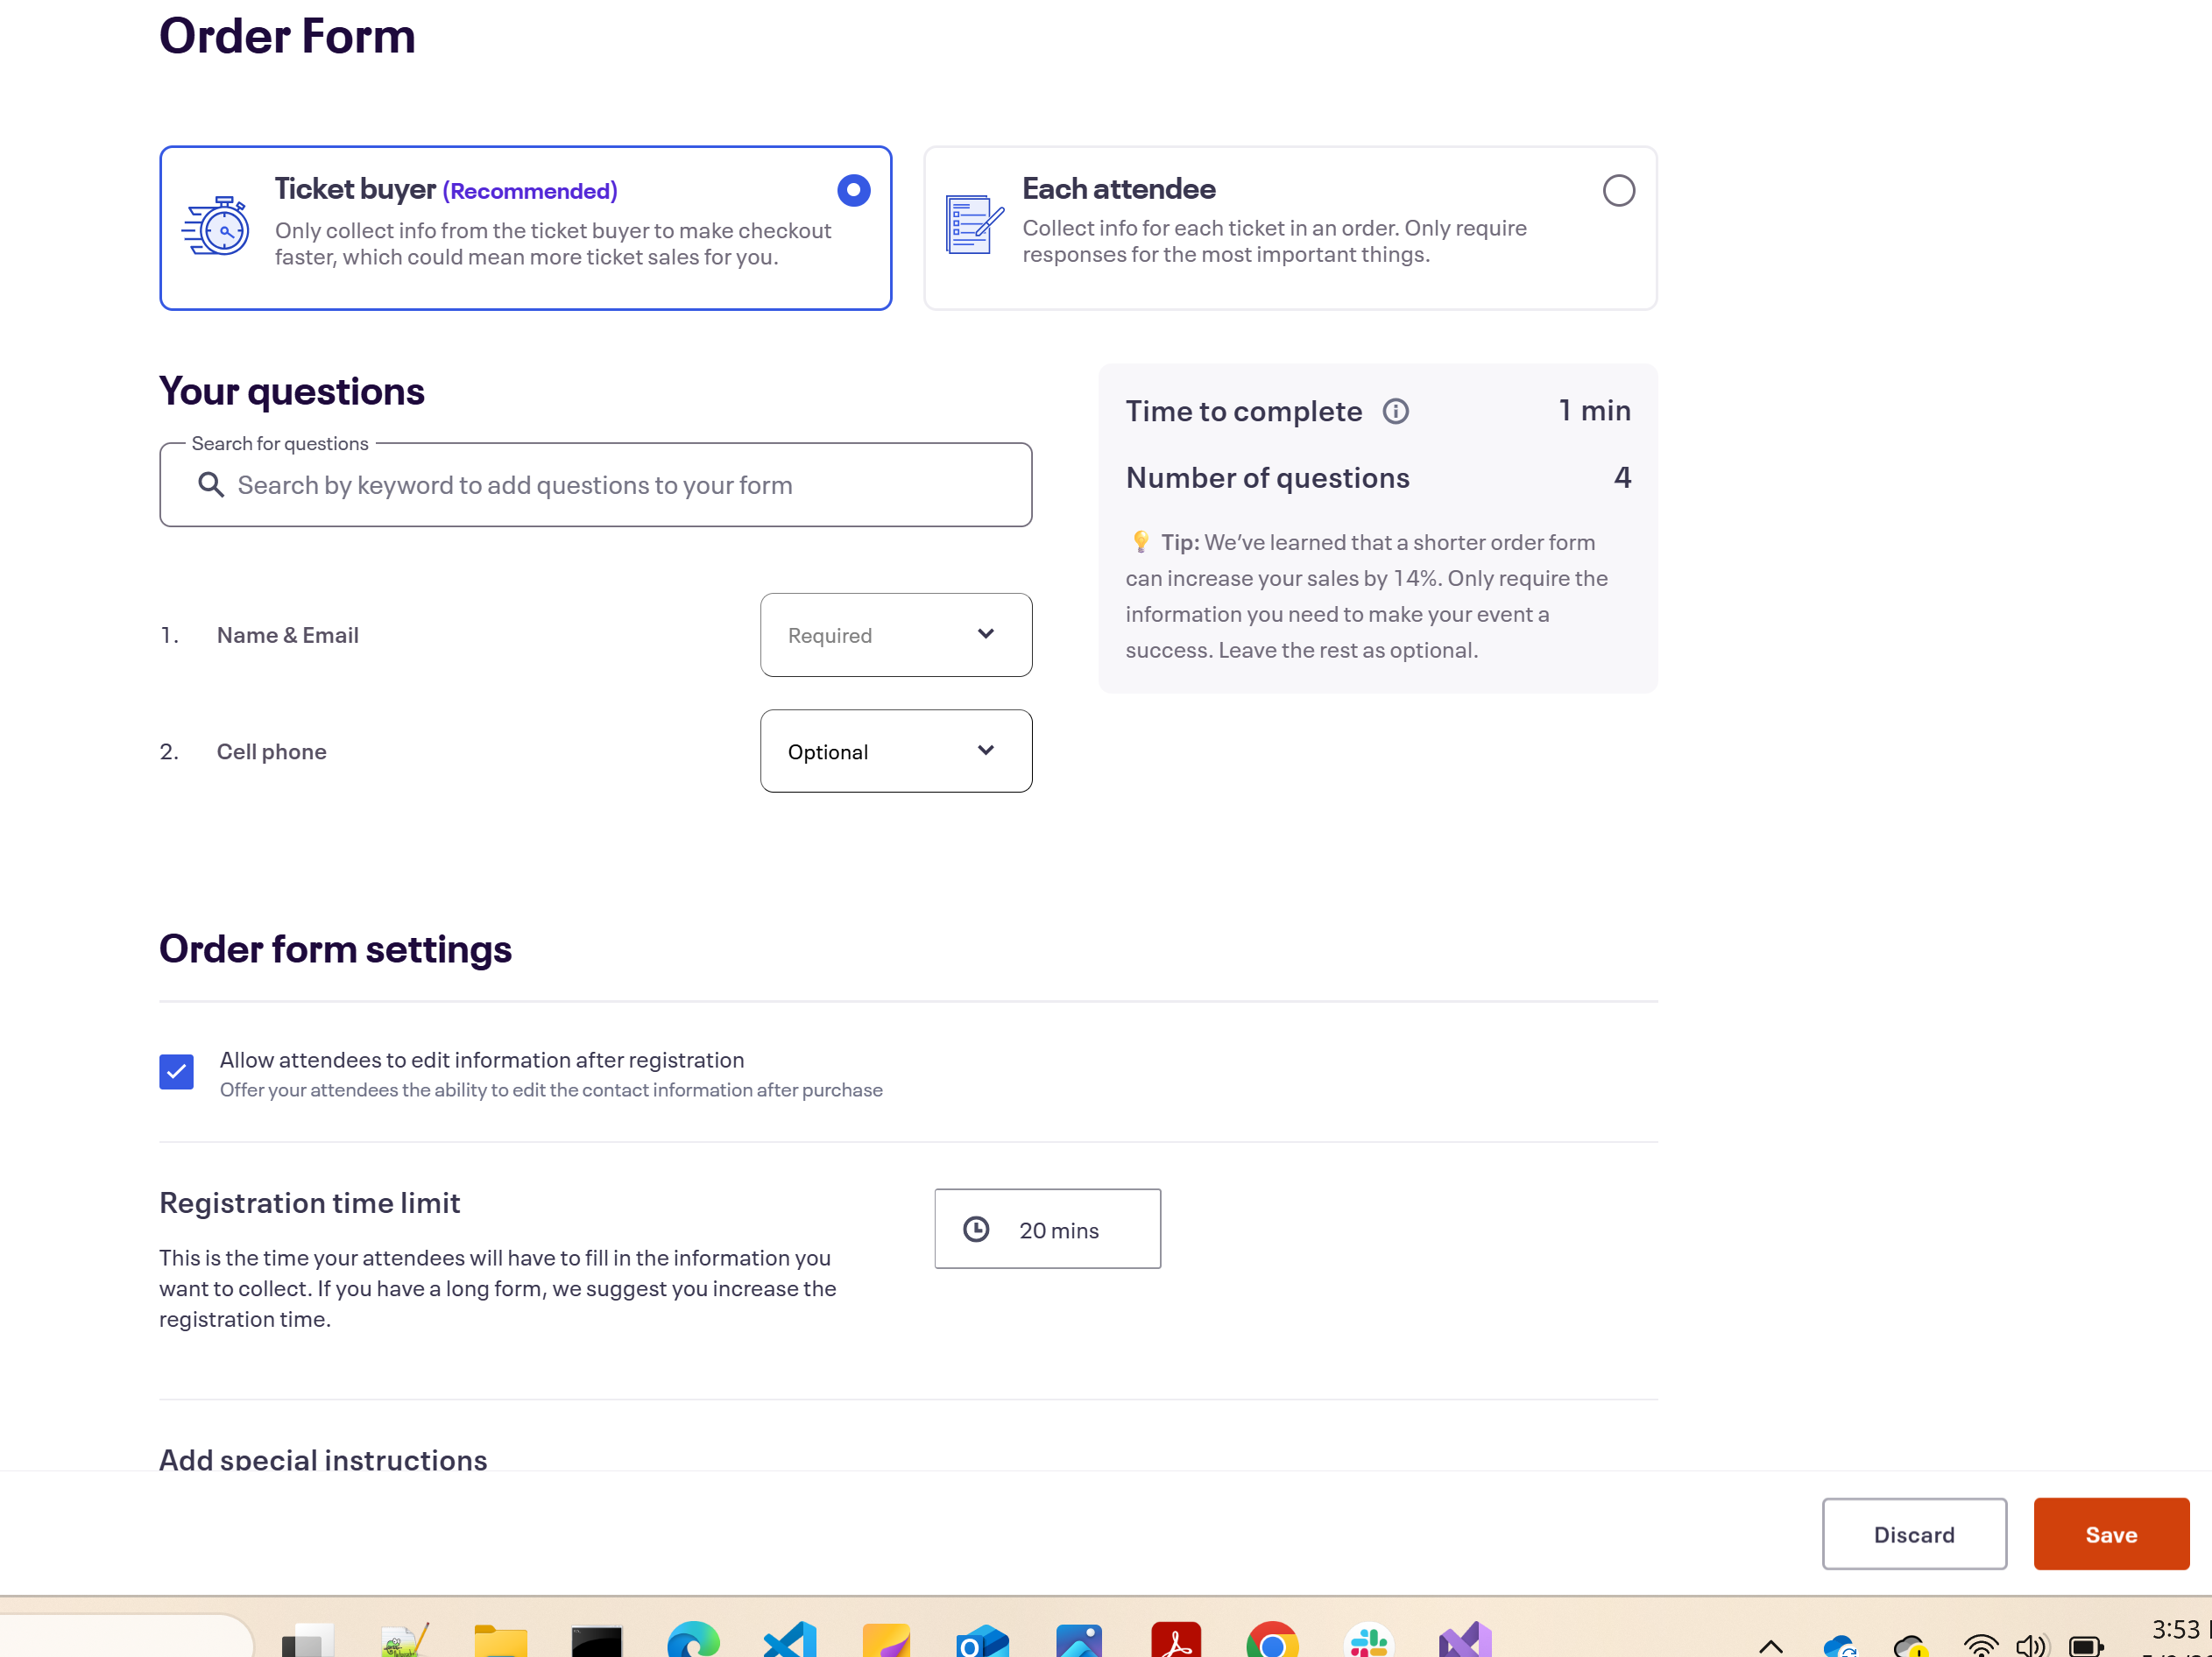 Order Form
Ticket buyer (Recommended)
Only collect info from the ticket buyer to make checkout
faster, which could mean more ticket sales for you.
Each attendee
Collect info for each ticket in an order. Only require
responses for the most important things.
Your questions
Search for questions
Search by keyword to add questions to your form
1. Name & Email
Required
2. Cell phone
Optional
Time to complete 1 min
Number of questions 4
Tip: We’ve learned that a shorter order form
can increase your sales by 14%. Only require the
information you need to make your event a
success. Leave the rest as optional.
Order form settings
Allow attendees to edit information after registration
Offer your attendees the ability to edit the contact information after purchase
Registration time limit
20 mins
This is the time your attendees will have to fill in the information you
want to collect. If you have a long form, we suggest you increase the
registration time.
Add special instructions
Discard
Save
3:53